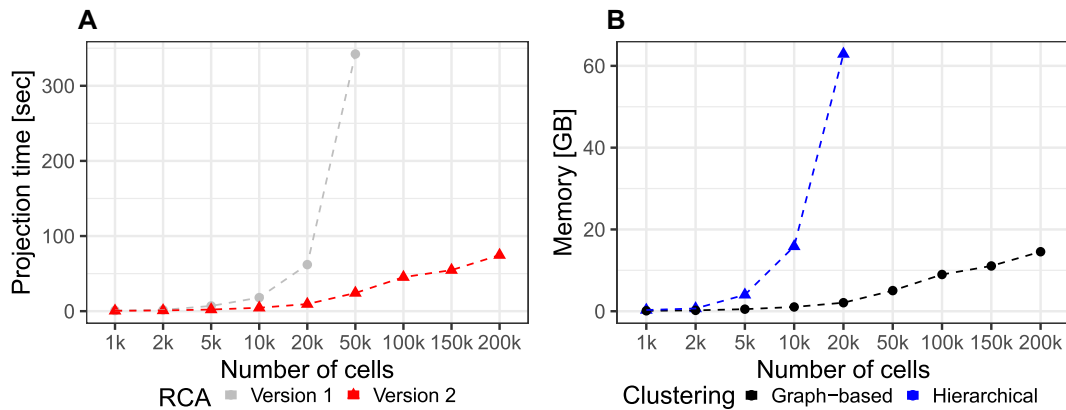 A
Projection time [sec]
300
200
100
0
1k 2k 5k 10k 20k 50k 100k 150k 200k
Number of cells
RCA Version 1 Version 2
B
Memory [GB]
60
40
20
0
1k 2k 5k 10k 20k 50k 100k 150k 200k
Number of cells
Clustering Graph−based Hierarchical